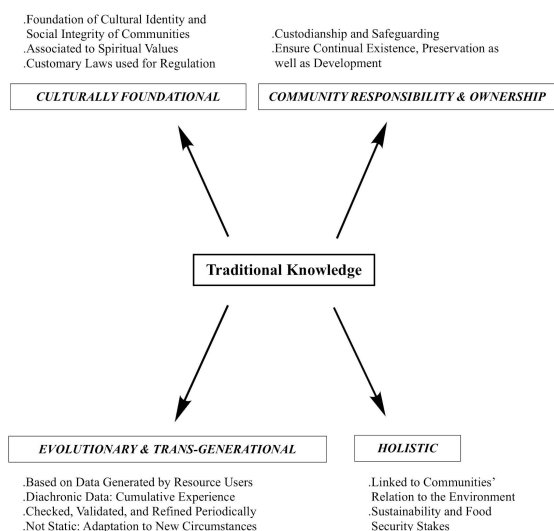 .Foundation of Cultural Identity and
Social Integrity of Communities
.Associated to Spiritual Values
.Customary Laws used for Regulation
CULTURALLY FOUNDATIONAL
.Custodianship and Safeguarding
.Ensure Continual Existence, Preservation as
well as Development
COMMUNITY RESPONSIBILITY & OWNERSHIP
Traditional Knowledge
EVOLUTIONARY & TRANS-GENERATIONAL
.Based on Data Generated by Resource Users
.Diachronic Data: Cumulative Experience
.Checked, Validated, and Refined Periodically
.Not Static: Adaptation to New Circumstances
HOLISTIC
.Linked to Communities'
Relation to the Environment
.Sustainability and Food
Security Stakes